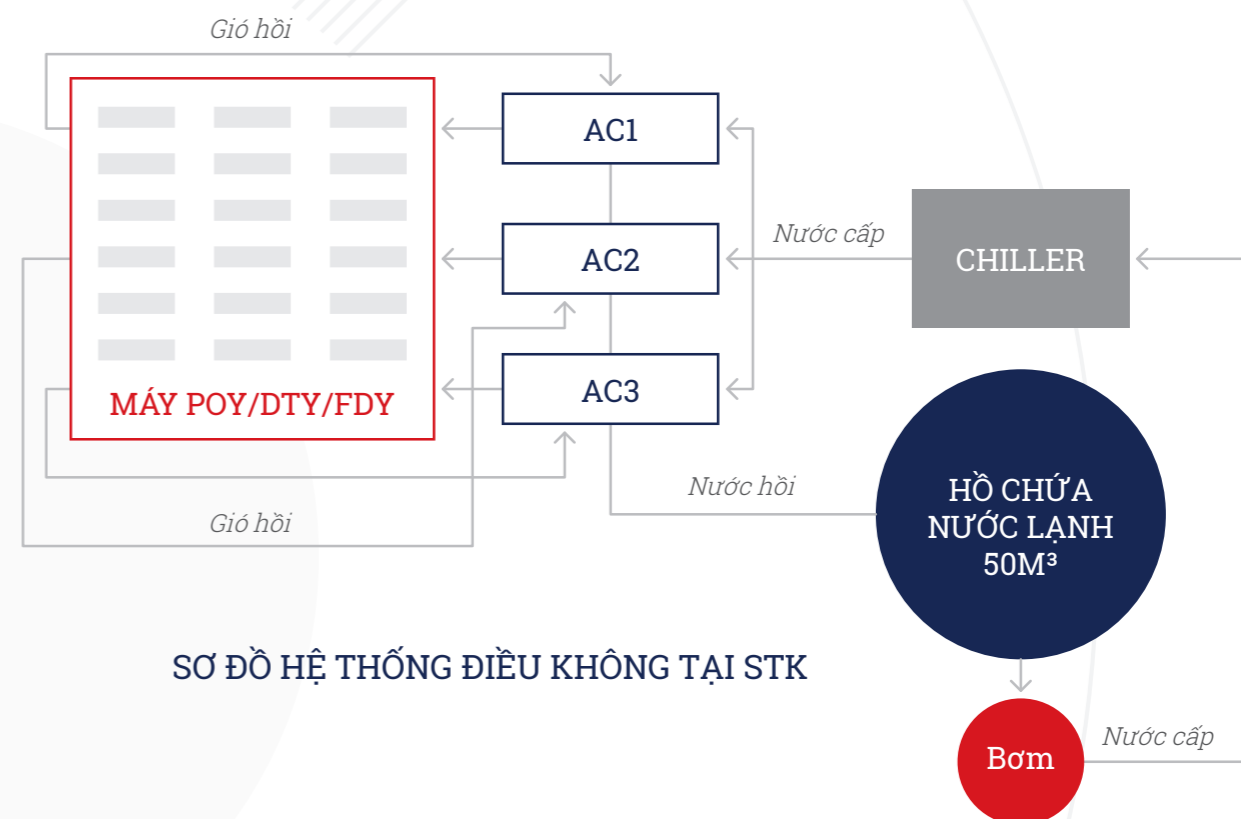 Gió hồi
AC1
Nước cấp
AC2
CHILLER
AC3
MÁY POY/DTY/FDY
Nước hồi
HỒ CHỨA
NƯỚC LẠNH
50M³
Gió hồi
SƠ ĐỒ HỆ THỐNG ĐIỀU KHÔNG TẠI STK
Nước cấp
Bơm